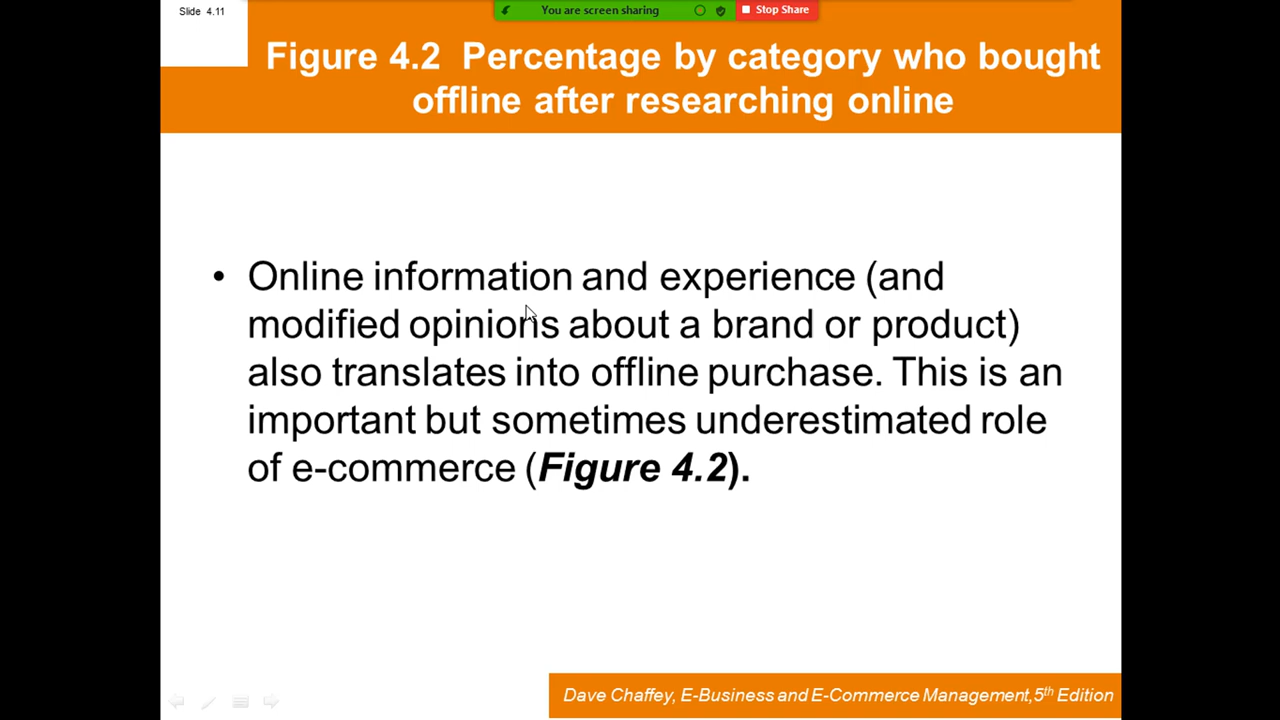 Slide 4.11
You are screen sharing
Stop Share
Figure 4.2 Percentage by category who bought
offline after researching online
• Online information and experience (and
modified opinions about a brand or product)
also translates into offline purchase. This is an
important but sometimes underestimated role
of e-commerce (Figure 4.2).
Dave Chaffey, E-Business and E-Commerce Management,5th Edition